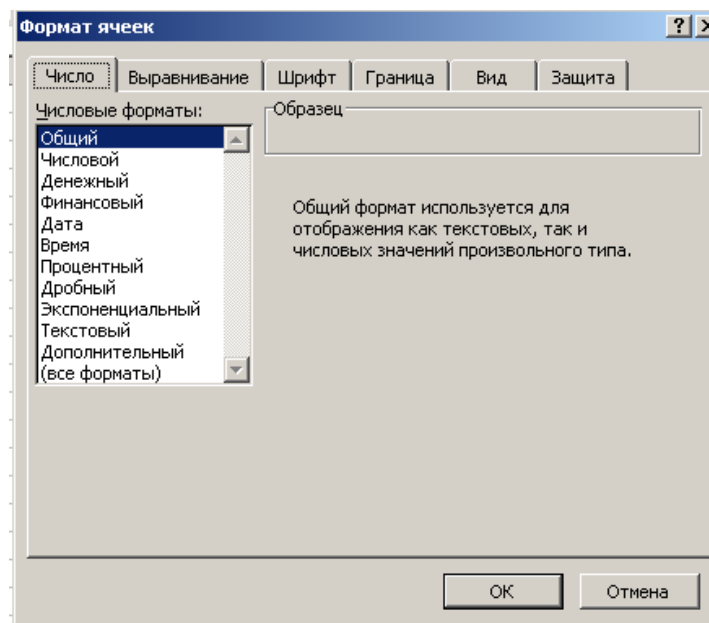 Формат ячеек
Число Выравнивание Шрифт Граница Вид Защита
Числовые форматы:
Образец
Общий
Числовой
Денежный
Финансовый
Дата
Время
Процентный
Дробный
Экспоненциальный
Текстовый
Дополнительный
(все форматы)
Общий формат используется для
отображения как текстовых, так и
числовых значений произвольного типа.
ОК
Отмена